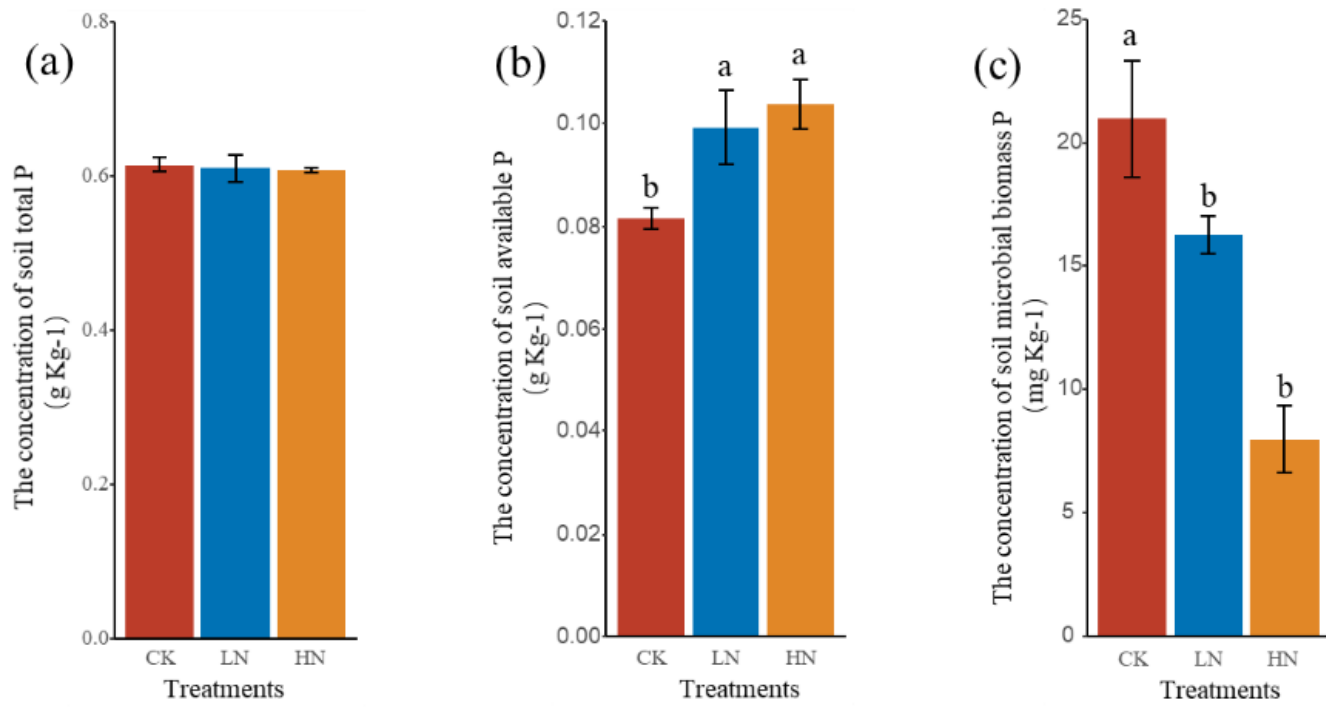 (a)
The concentration of soil total P
(g Kg-1)
0.8
0.6
0.4
0.2
0.0
CK LN HN
Treatments
(b)
The concentration of soil available P
(g Kg-1)
0.12
0.10
0.08
0.06
0.04
0.02
0.00
b
a
a
CK LN HN
Treatments
(c)
The concentration of soil microbial biomass P
(mg Kg-1)
25
20
15
10
5
0
a
b
b
CK LN HN
Treatments